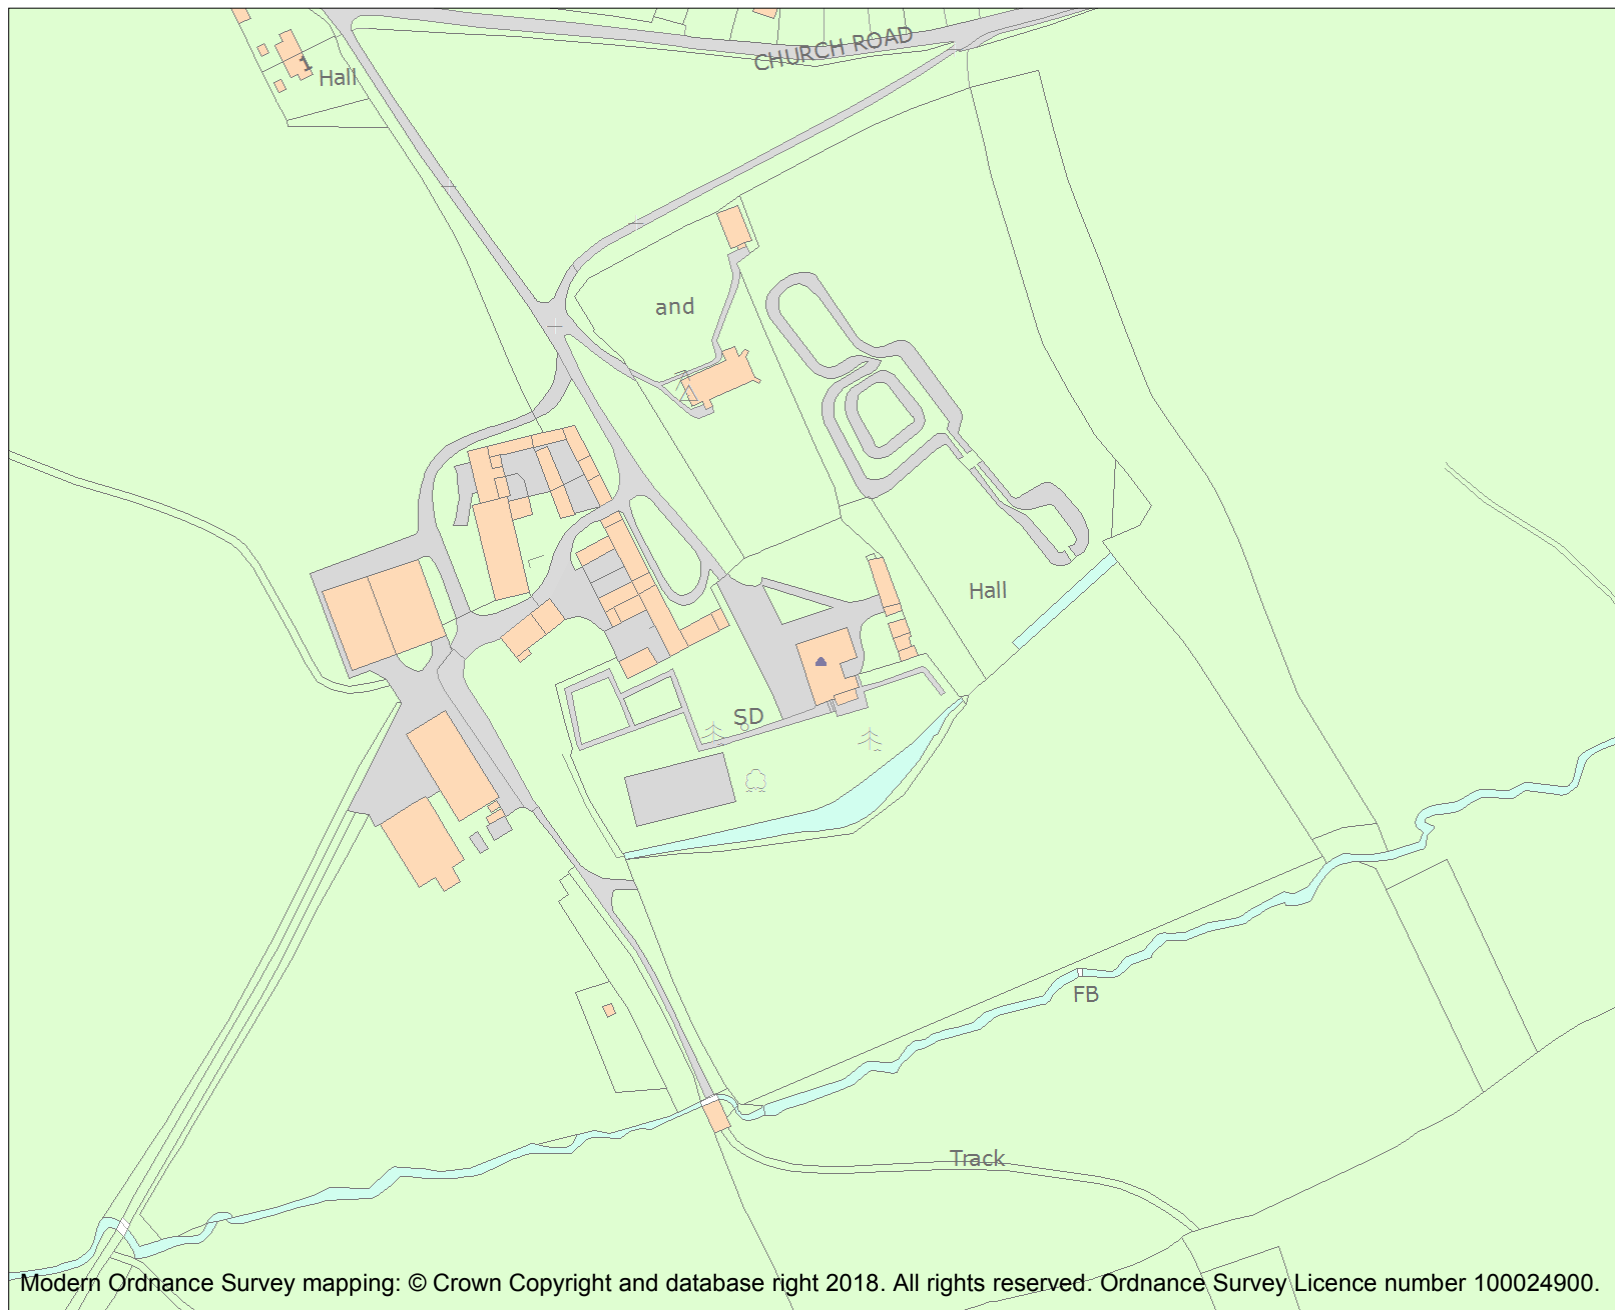 CHURCH ROAD
1
Hall
and
Hall
SD
FB
Track
Modern Ordnance Survey mapping: © Crown Copyright and database right 2018. All rights reserved. Ordnance Survey Licence number 100024900.